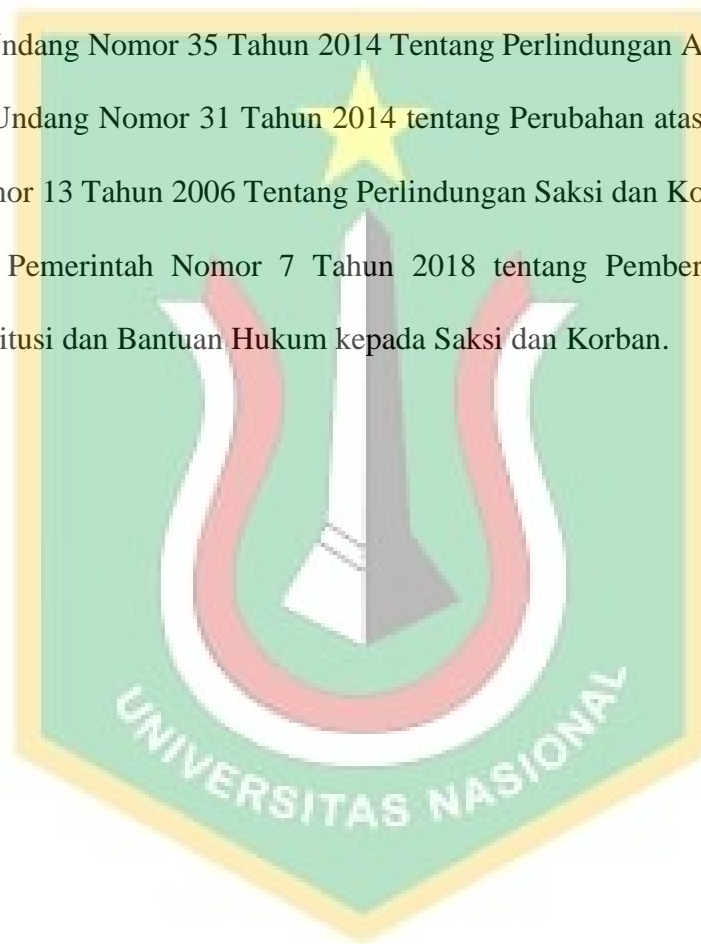 ndang Nomor 35 Tahun 2014 Tentang Perlindungan A
Undang Nomor 31 Tahun 2014 tentang Perubahan atas
nor 13 Tahun 2006 Tentang Perlindungan Saksi dan Ko
Pemerintah Nomor 7 Tahun 2018 tentang Pember
itusi dan Bantuan Hukum kepada Saksi dan Korban.
UNIVERSITAS NASIONAL